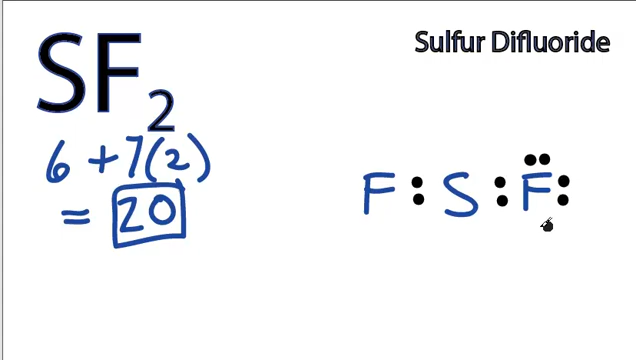 SF₂
Sulfur Difluoride
6 + 7(2)
= 20
F : S : F